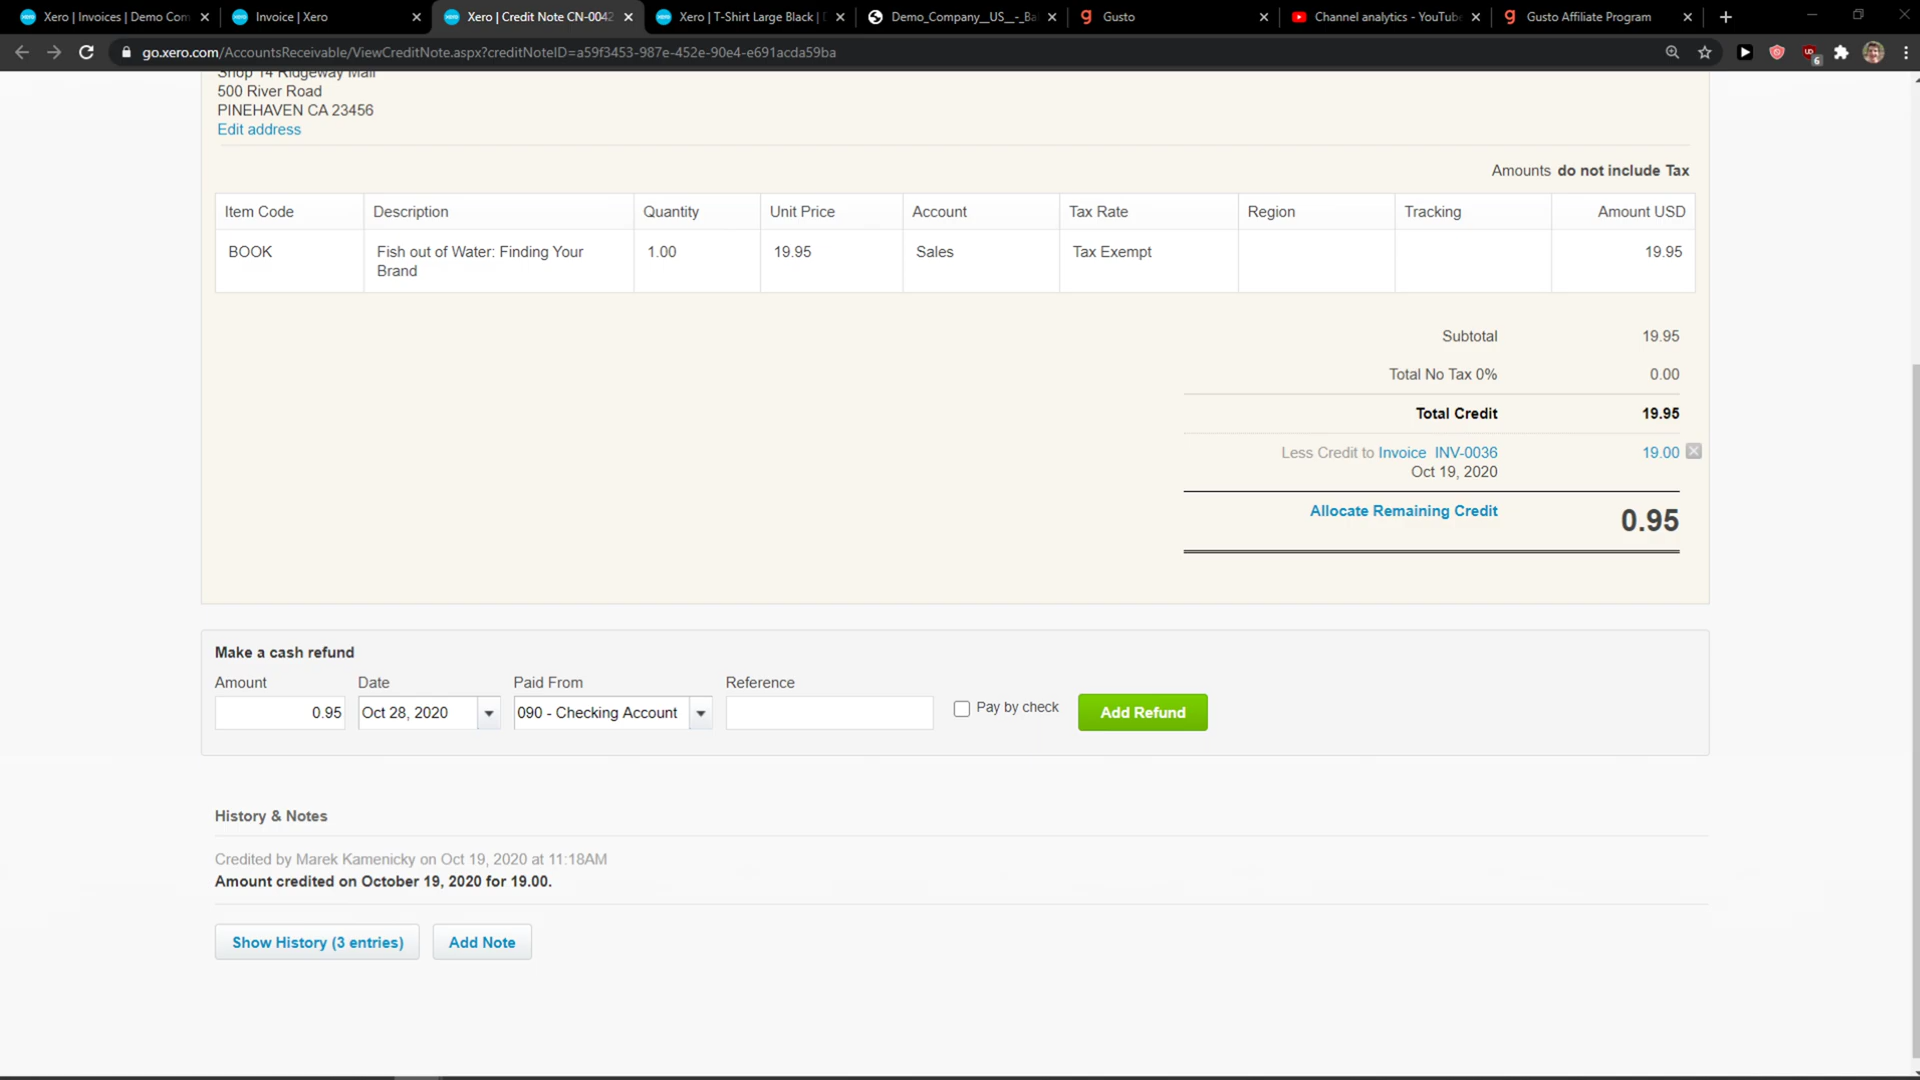 Xero | Invoices | Demo Com
Invoice | Xero
Xero | Credit Note CN-0042
Xero | T-Shirt Large Black |
Demo_Company__US__-_Ba
Gusto
Channel analytics - YouTube
Gusto Affiliate Program
go.xero.com/AccountsReceivable/ViewCreditNote.aspx?creditNoteID=a59f3453-987e-452e-90e4-e691acda59ba
6
Shop 14 Ridgeway Mall
500 River Road
PINEHAVEN CA 23456
Edit address
Amounts do not include Tax
Item Code Description Quantity Unit Price Account Tax Rate Region Tracking Amount USD
BOOK Fish out of Water: Finding Your 1.00 19.95 Sales Tax Exempt 19.95
Brand
Subtotal 19.95
Total No Tax 0% 0.00
Total Credit 19.95
Less Credit to Invoice INV-0036 19.00
Oct 19, 2020
Allocate Remaining Credit 0.95
Make a cash refund
Amount Date Paid From Reference
0.95 Oct 28, 2020 090 - Checking Account Pay by check Add Refund
History & Notes
Credited by Marek Kamenicky on Oct 19, 2020 at 11:18AM
Amount credited on October 19, 2020 for 19.00.
Show History (3 entries) Add Note